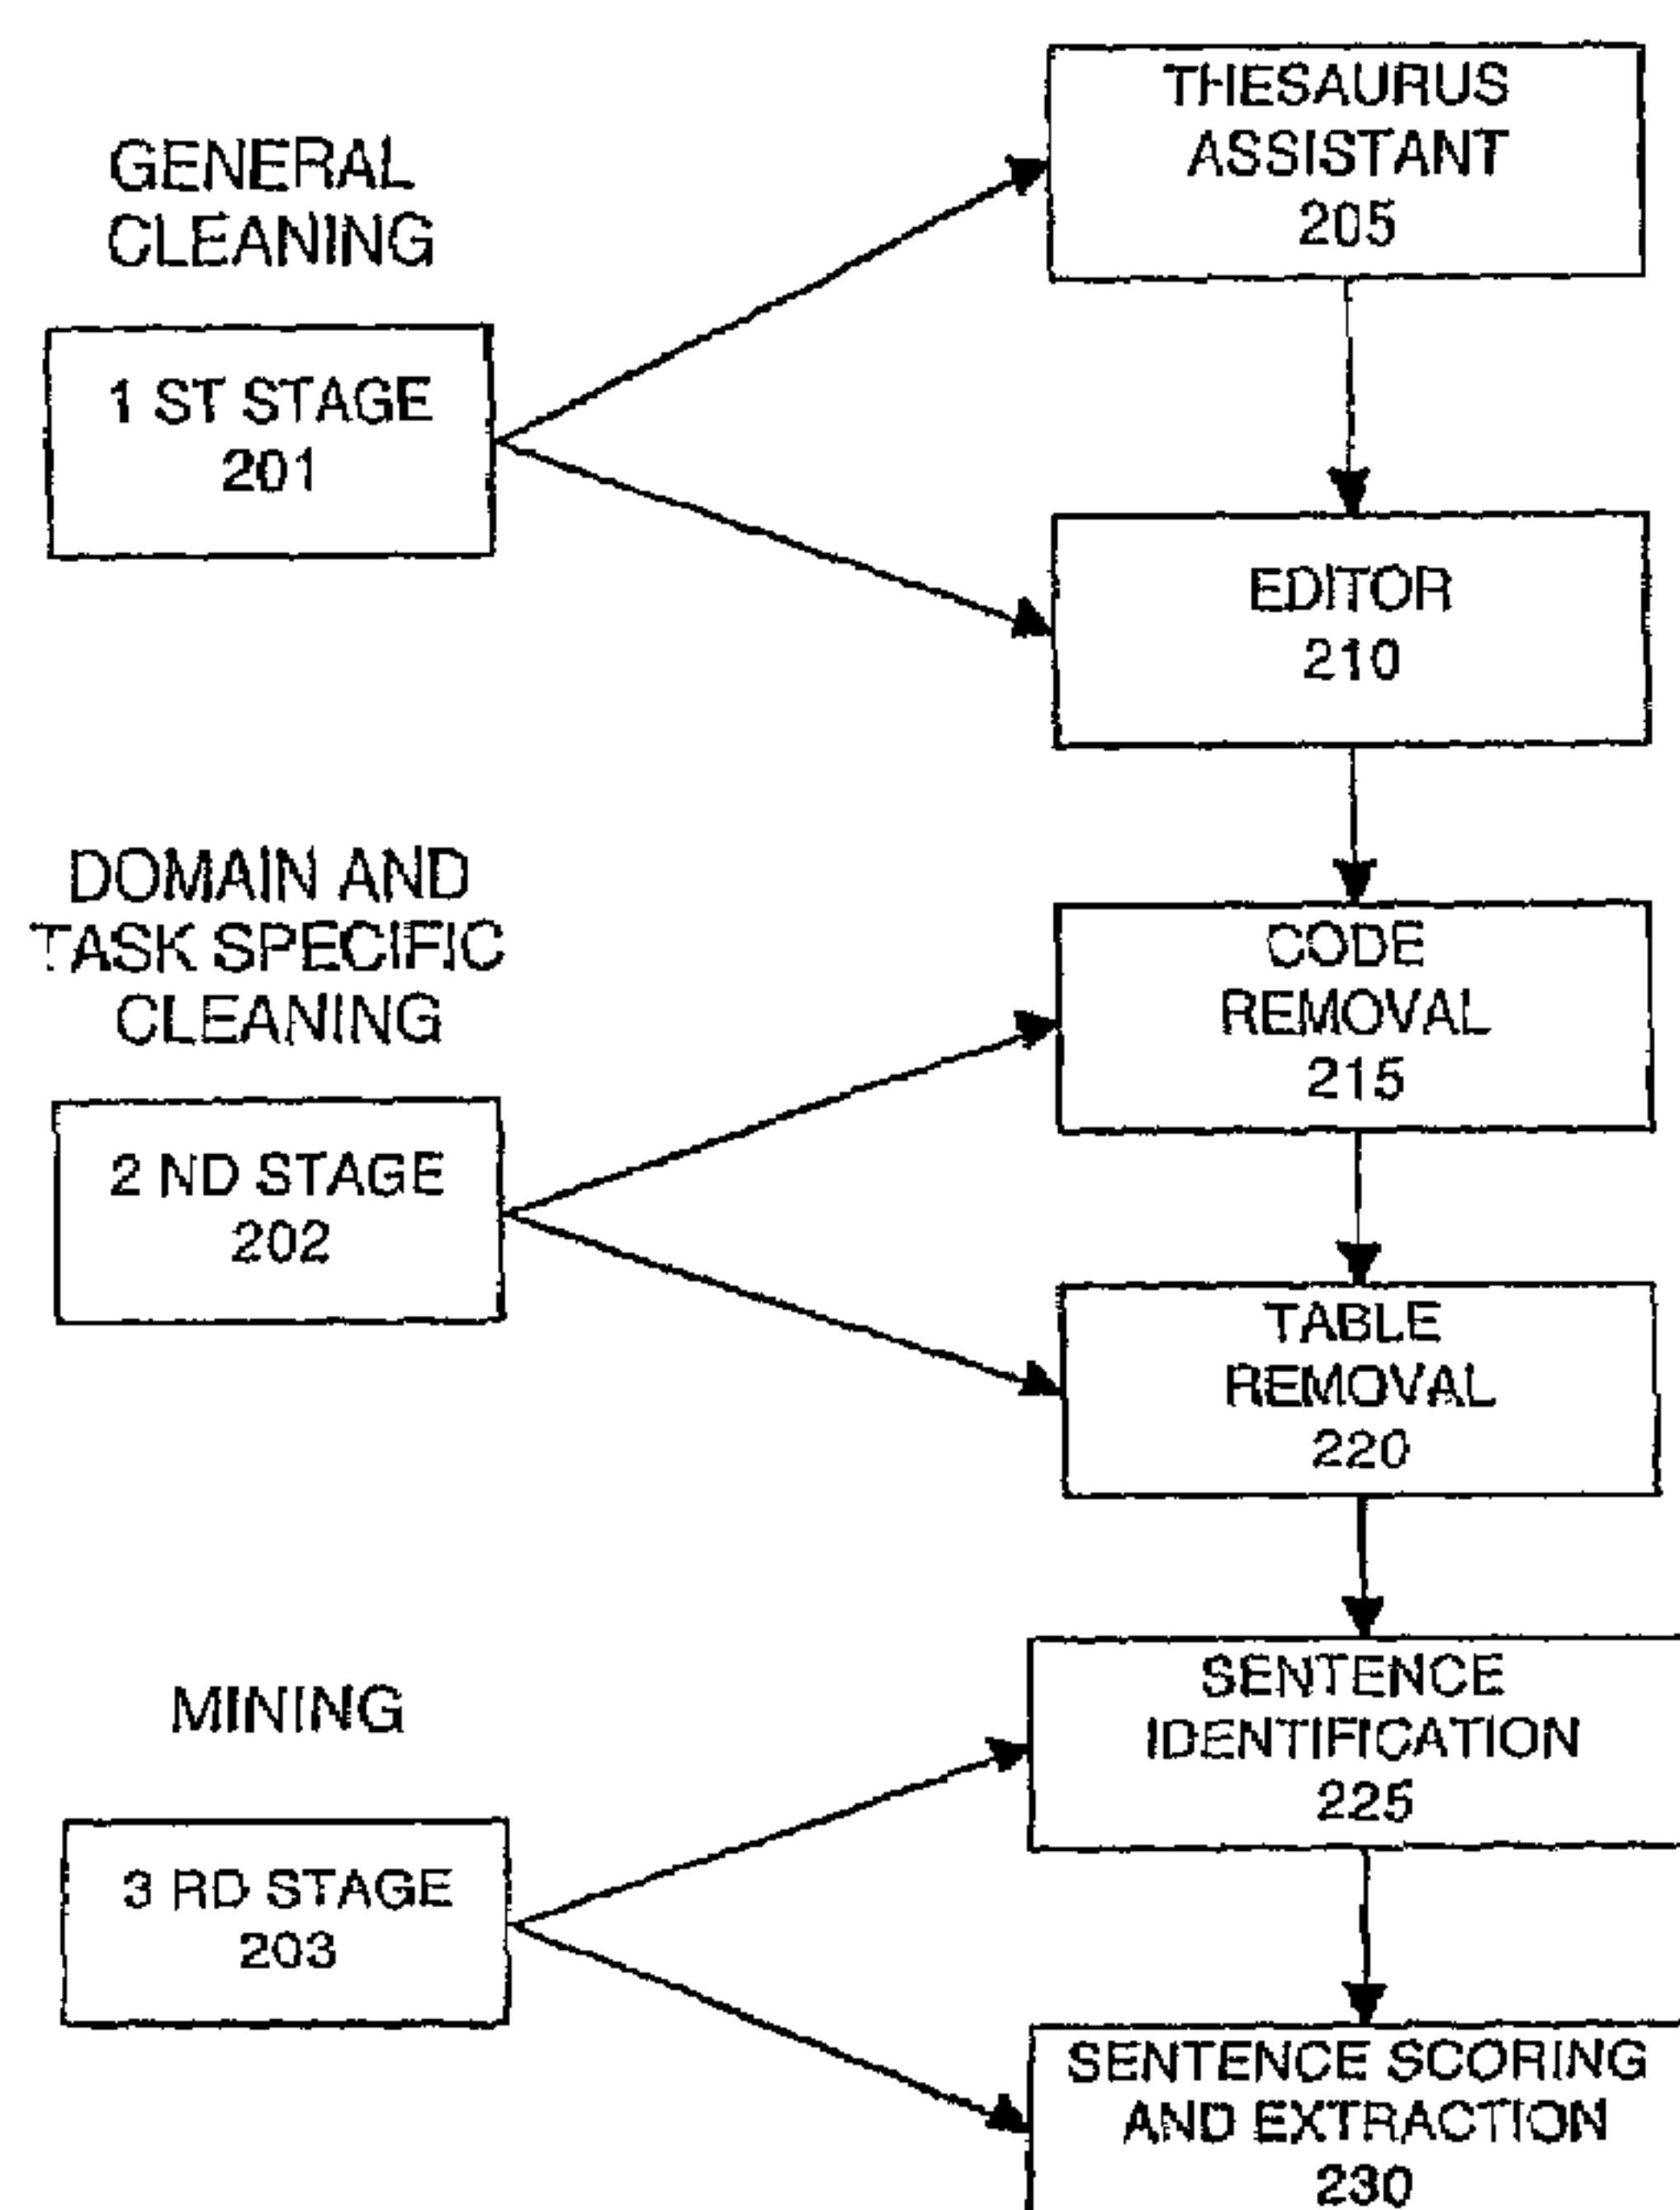 THESAURUS
ASSISTANT
205
GENERAL
CLEANING
1 ST STAGE
201
EDITOR
210
DOMAIN AND
TASK SPECIFIC
CLEANING
CODE
REMOVAL
215
2 ND STAGE
202
TABLE
REMOVAL
220
MINING
SENTENCE
IDENTIFICATION
225
3 RD STAGE
203
SENTENCE SCORING
AND EXTRACTION
230